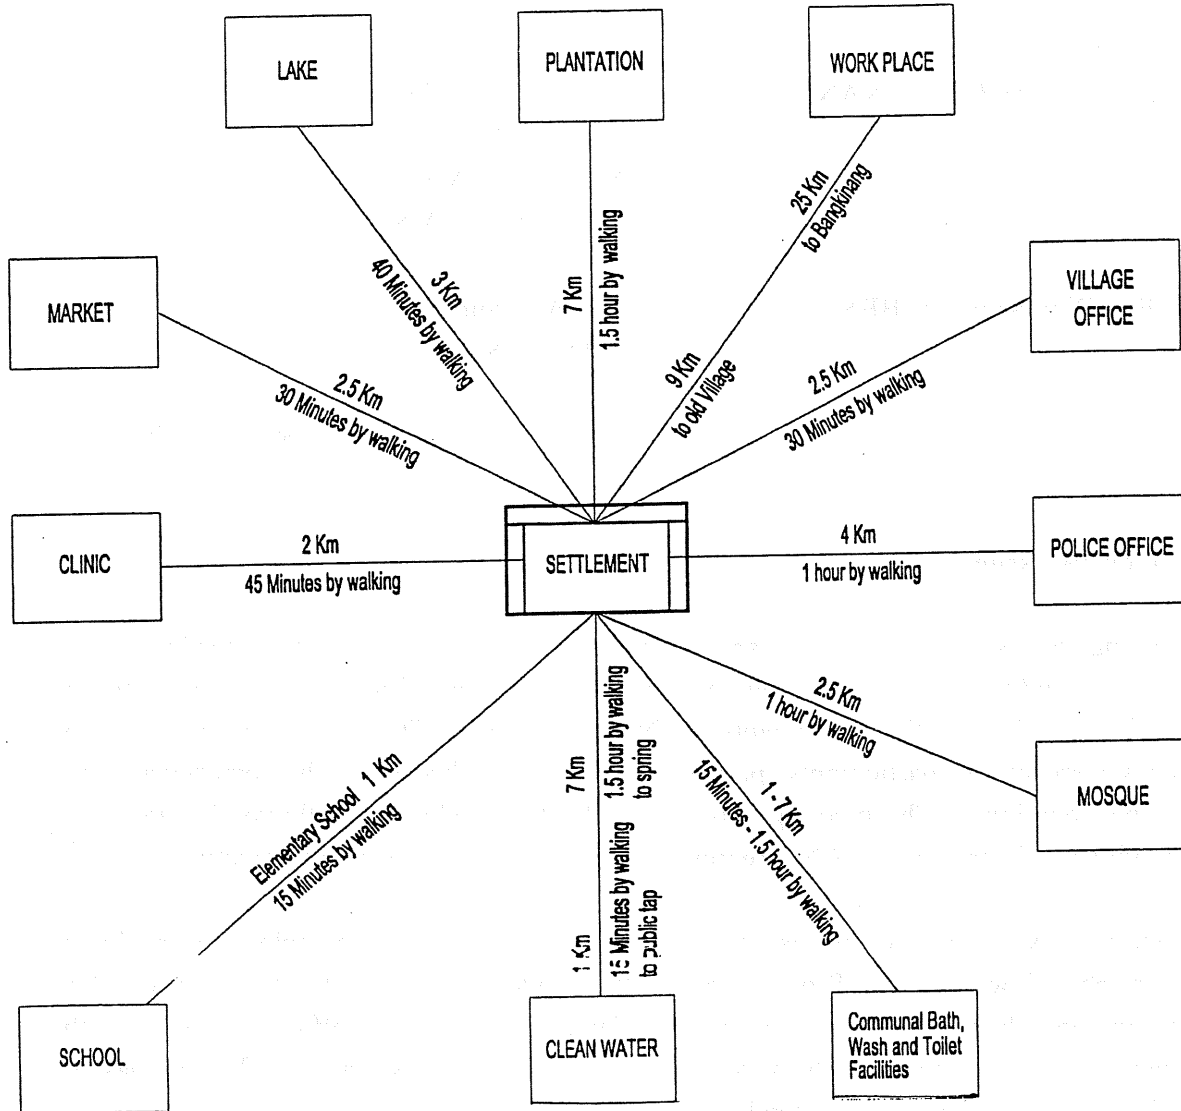 LAKE
PLANTATION
WORK PLACE
MARKET
VILLAGE
OFFICE
3 Km
40 Minutes by walking
7 Km
1.5 hour by walking
25 Km
to Bangkinang
9 Km
to old Village
2.5 Km
30 Minutes by walking
2.5 Km
30 Minutes by walking
CLINIC
2 Km
45 Minutes by walking
SETTLEMENT
4 Km
1 hour by walking
POLICE OFFICE
2.5 Km
1 hour by walking
MOSQUE
Elementary School 1 Km
15 Minutes by walking
7 Km
1.5 hour by walking
to spring
1 Km
15 Minutes by walking
to public tap
1 - 7 Km
15 Minutes - 1.5 hour by walking
SCHOOL
CLEAN WATER
Communal Bath,
Wash and Toilet
Facilities